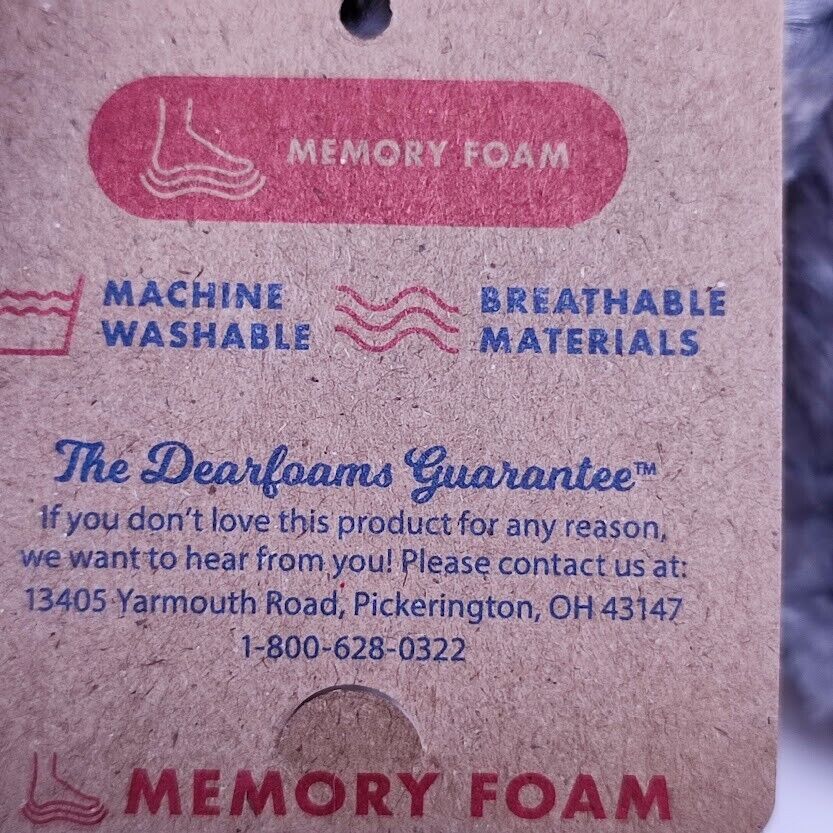 MEMORY FOAM
MACHINE
WASHABLE
BREATHABLE
MATERIALS
The Dearfoams Guarantee™
If you don't love this product for any reason,
we want to hear from you! Please contact us at:
13405 Yarmouth Road, Pickerington, OH 43147
1-800-628-0322
MEMORY FOAM